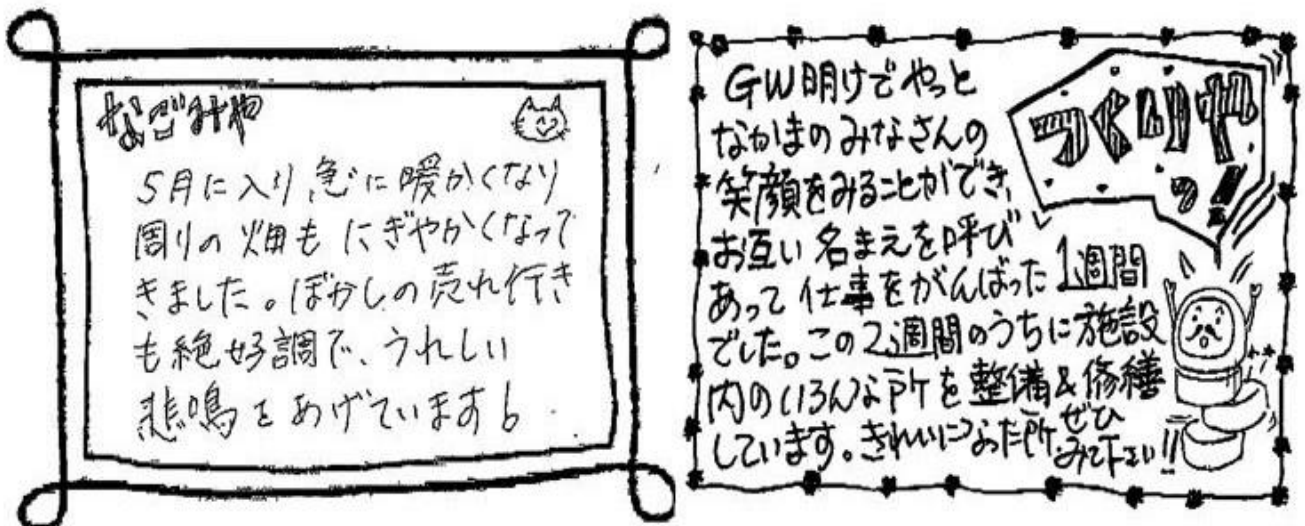 なごみや
5月に入り急に暖かくなり
周りの畑もにぎやかくなって
きました。ぼかしの売れ行き
も絶好調で、うれしい
悲鳴をあげています♭
つくりや
っ!
GW明けでやっと
なかまのみなさんの
笑顔をみることができ、
お互い名まえを呼び
あって仕事をがんばった1週間
でした。この2週間のうちに施設
内のいろんな所を整備&修繕
しています。きれいになった所ぜひ
みて下さい!!